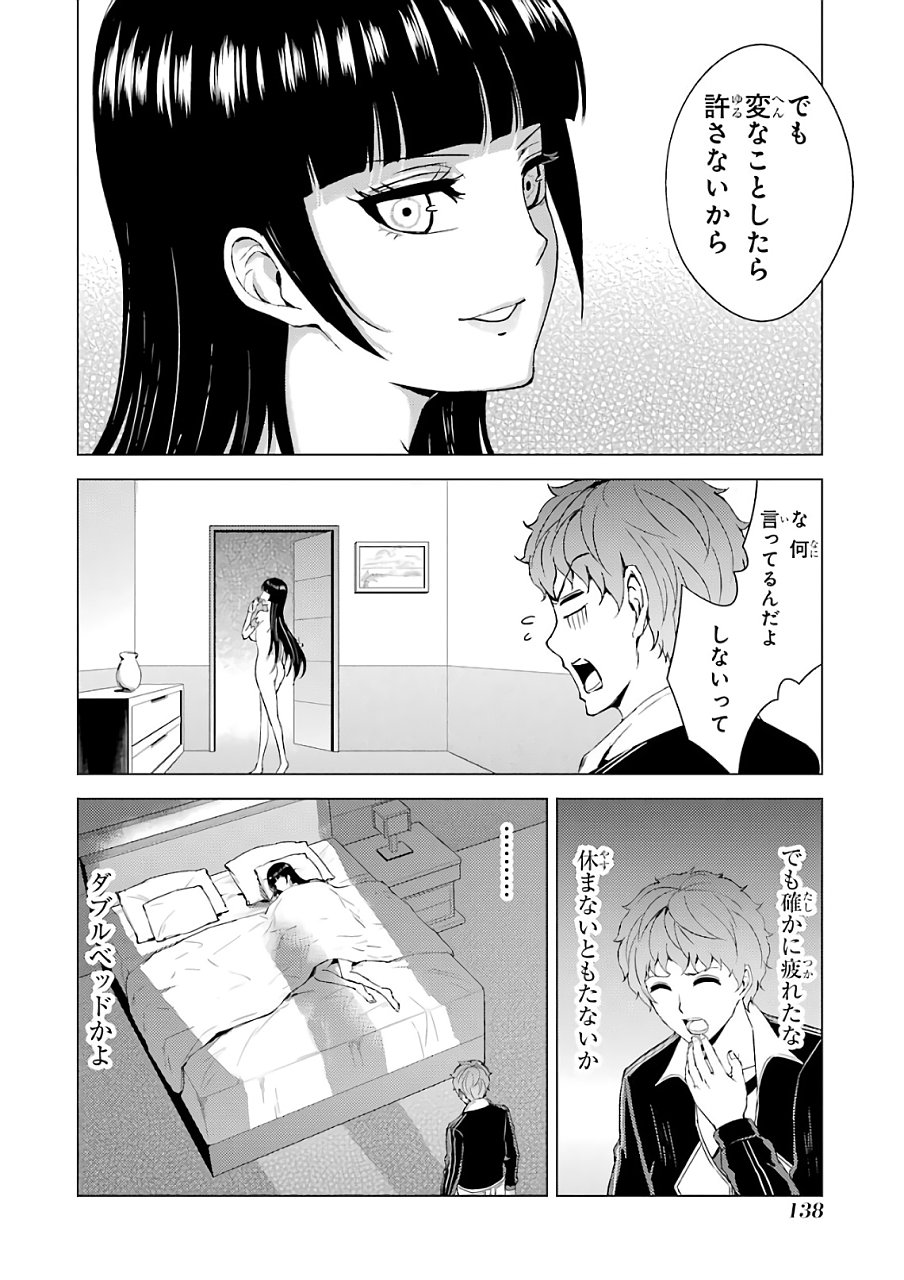 でも
変なことしたら
許さないから
な 何
言ってるんだよ
しないって
でも確かに疲れたな
休まないともたないか
………
ダブルベッドかよ
138